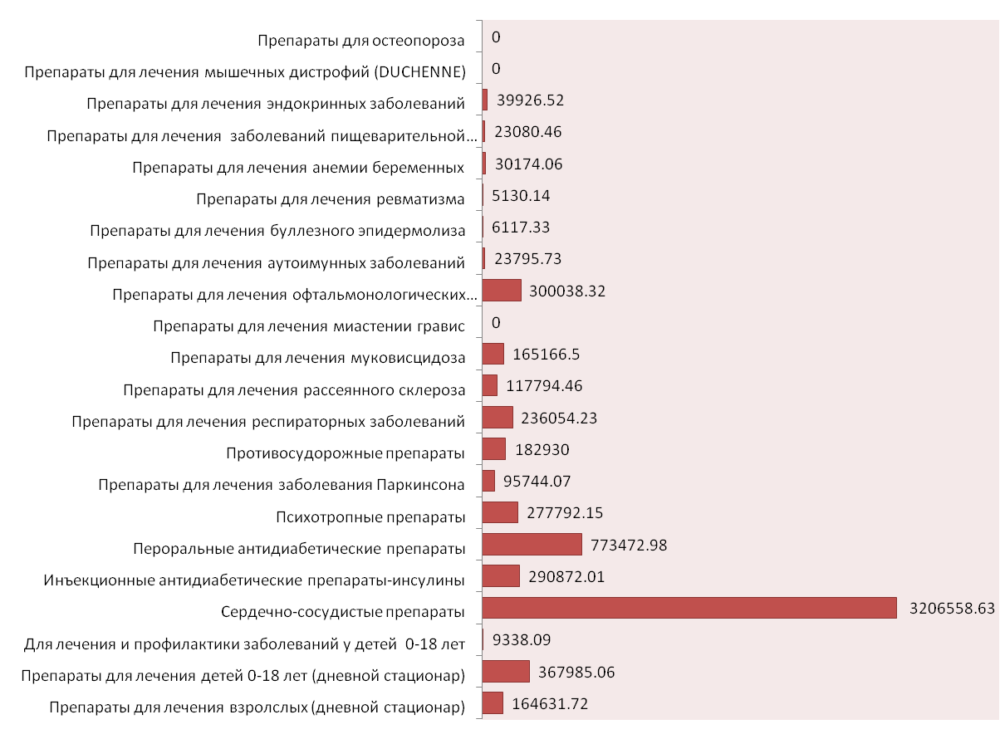 Препараты для остеопороза 0
Препараты для лечения мышечных дистрофий (DUCHENNE) 0
Препараты для лечения эндокринных заболеваний 39926.52
Препараты для лечения заболеваний пищеварительной... 23080.46
Препараты для лечения анемии беременных 30174.06
Препараты для лечения ревматизма 5130.14
Препараты для лечения буллезного эпидермолиза 6117.33
Препараты для лечения аутоимунных заболеваний 23795.73
Препараты для лечения офтальмонологических... 300038.32
Препараты для лечения миастении гравис 0
Препараты для лечения муковисцидоза 165166.5
Препараты для лечения рассеянного склероза 117794.46
Препараты для лечения респираторных заболеваний 236054.23
Противосудорожные препараты 182930
Препараты для лечения заболевания Паркинсона 95744.07
Психотропные препараты 277792.15
Пероральные антидиабетические препараты 773472.98
Инъекционные антидиабетические препараты-инсулины 290872.01
Сердечно-сосудистые препараты 3206558.63
Для лечения и профилактики заболеваний у детей 0-18 лет 9338.09
Препараты для лечения детей 0-18 лет (дневной стационар) 367985.06
Препараты для лечения взролслых (дневной стационар) 164631.72